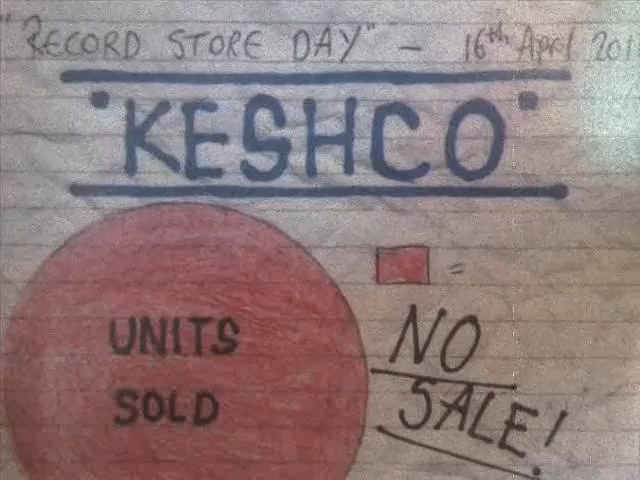 "RECORD STORE DAY" – 16th April 201
"KESHCO"
=
UNITS
SOLD
NO
SALE!